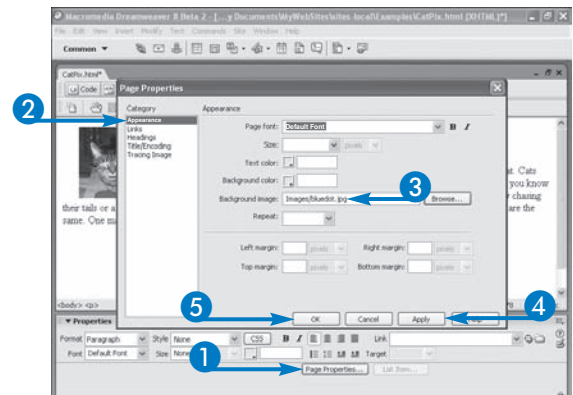 Macromedia Dreamweaver 8 Beta 2 - [...y Documents\MyWebSites\sites-local\Examples\CatPix.html (XHTML)*]
File Edit View Insert Modify Text Commands Site Window Help
Common
CatPix.html*
Code
Page Properties
Category
Appearance
Links
Headings
Title/Encoding
Tracing Image
Appearance
Page font: Default Font B I
Size: pixels
Text color:
Background color:
Background image: Images/bluedot.jpg Browse...
Repeat:
Left margin: pixels Right margin: pixels
Top margin: pixels Bottom margin: pixels
OK Cancel Apply
their tails or a
same. One m
at. Cats
you know
chasing
are the
<body> <p>
Properties
Format Paragraph Style None CSS B I Link
Font Default Font Size None Target
Page Properties... List Item...
2
3
5
4
1